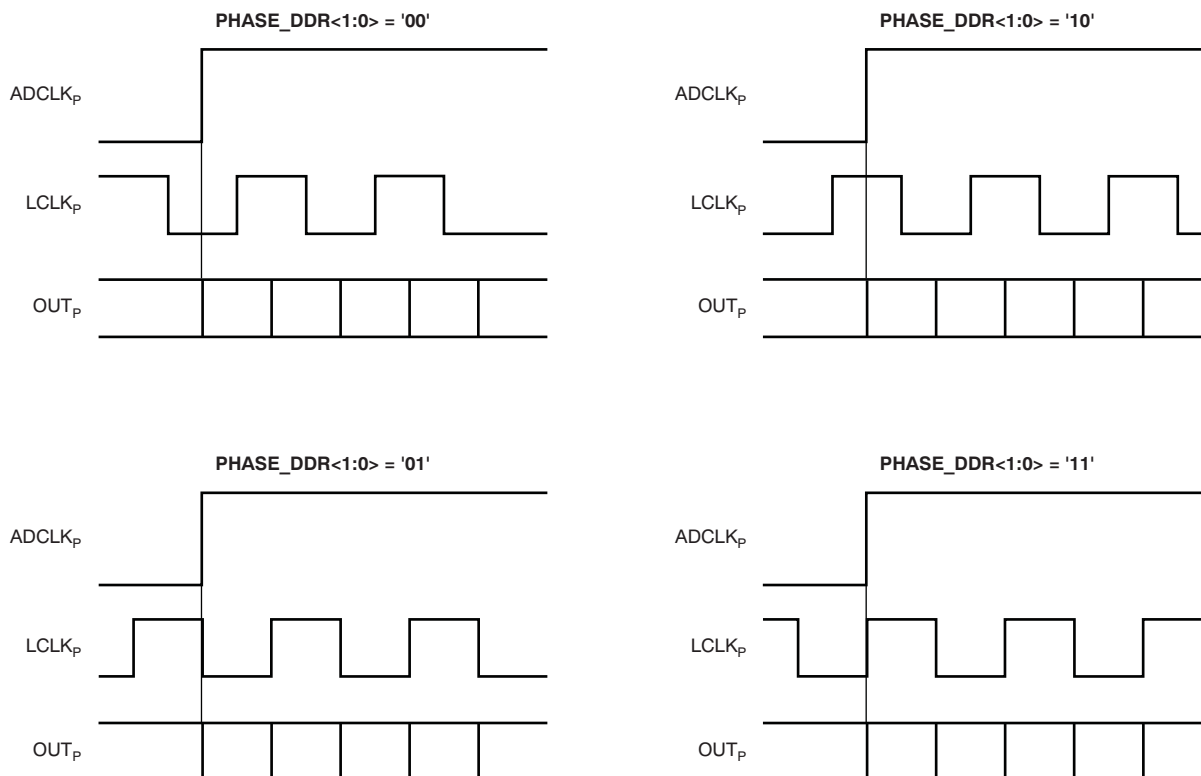 PHASE_DDR<1:0> = '00'
ADCLKP
LCLKP
OUTP
PHASE_DDR<1:0> = '10'
ADCLKP
LCLKP
OUTP
PHASE_DDR<1:0> = '01'
ADCLKP
LCLKP
OUTP
PHASE_DDR<1:0> = '11'
ADCLKP
LCLKP
OUTP